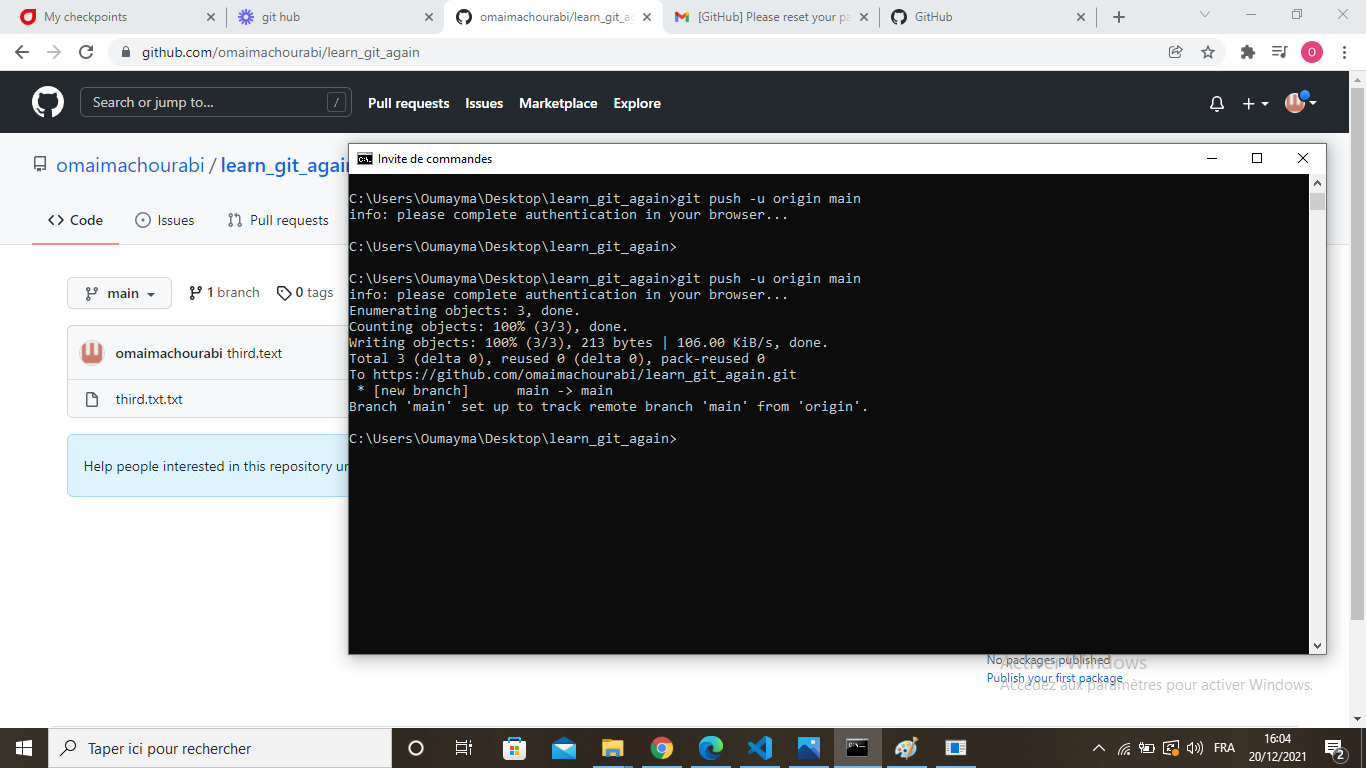 My checkpoints
git hub
omaimachourabi/learn_git_ag
[GitHub] Please reset your pa
GitHub
github.com/omaimachourabi/learn_git_again
O
Search or jump to...
/
Pull requests
Issues
Marketplace
Explore
omaimachourabi / learn_git_again
Code
Issues
Pull requests
main
1 branch
0 tags
omaimachourabi third.text
third.txt.txt
Help people interested in this repository un
Invite de commandes
C:\Users\Oumayma\Desktop\learn_git_again>git push -u origin main
info: please complete authentication in your browser...
C:\Users\Oumayma\Desktop\learn_git_again>
C:\Users\Oumayma\Desktop\learn_git_again>git push -u origin main
info: please complete authentication in your browser...
Enumerating objects: 3, done.
Counting objects: 100% (3/3), done.
Writing objects: 100% (3/3), 213 bytes | 106.00 KiB/s, done.
Total 3 (delta 0), reused 0 (delta 0), pack-reused 0
To https://github.com/omaimachourabi/learn_git_again.git
* [new branch]      main -> main
Branch 'main' set up to track remote branch 'main' from 'origin'.
C:\Users\Oumayma\Desktop\learn_git_again>
No packages published
Activer Windows
Publish your first package
Accédez aux paramètres pour activer Windows.
Taper ici pour rechercher
FRA
16:04
20/12/2021
2